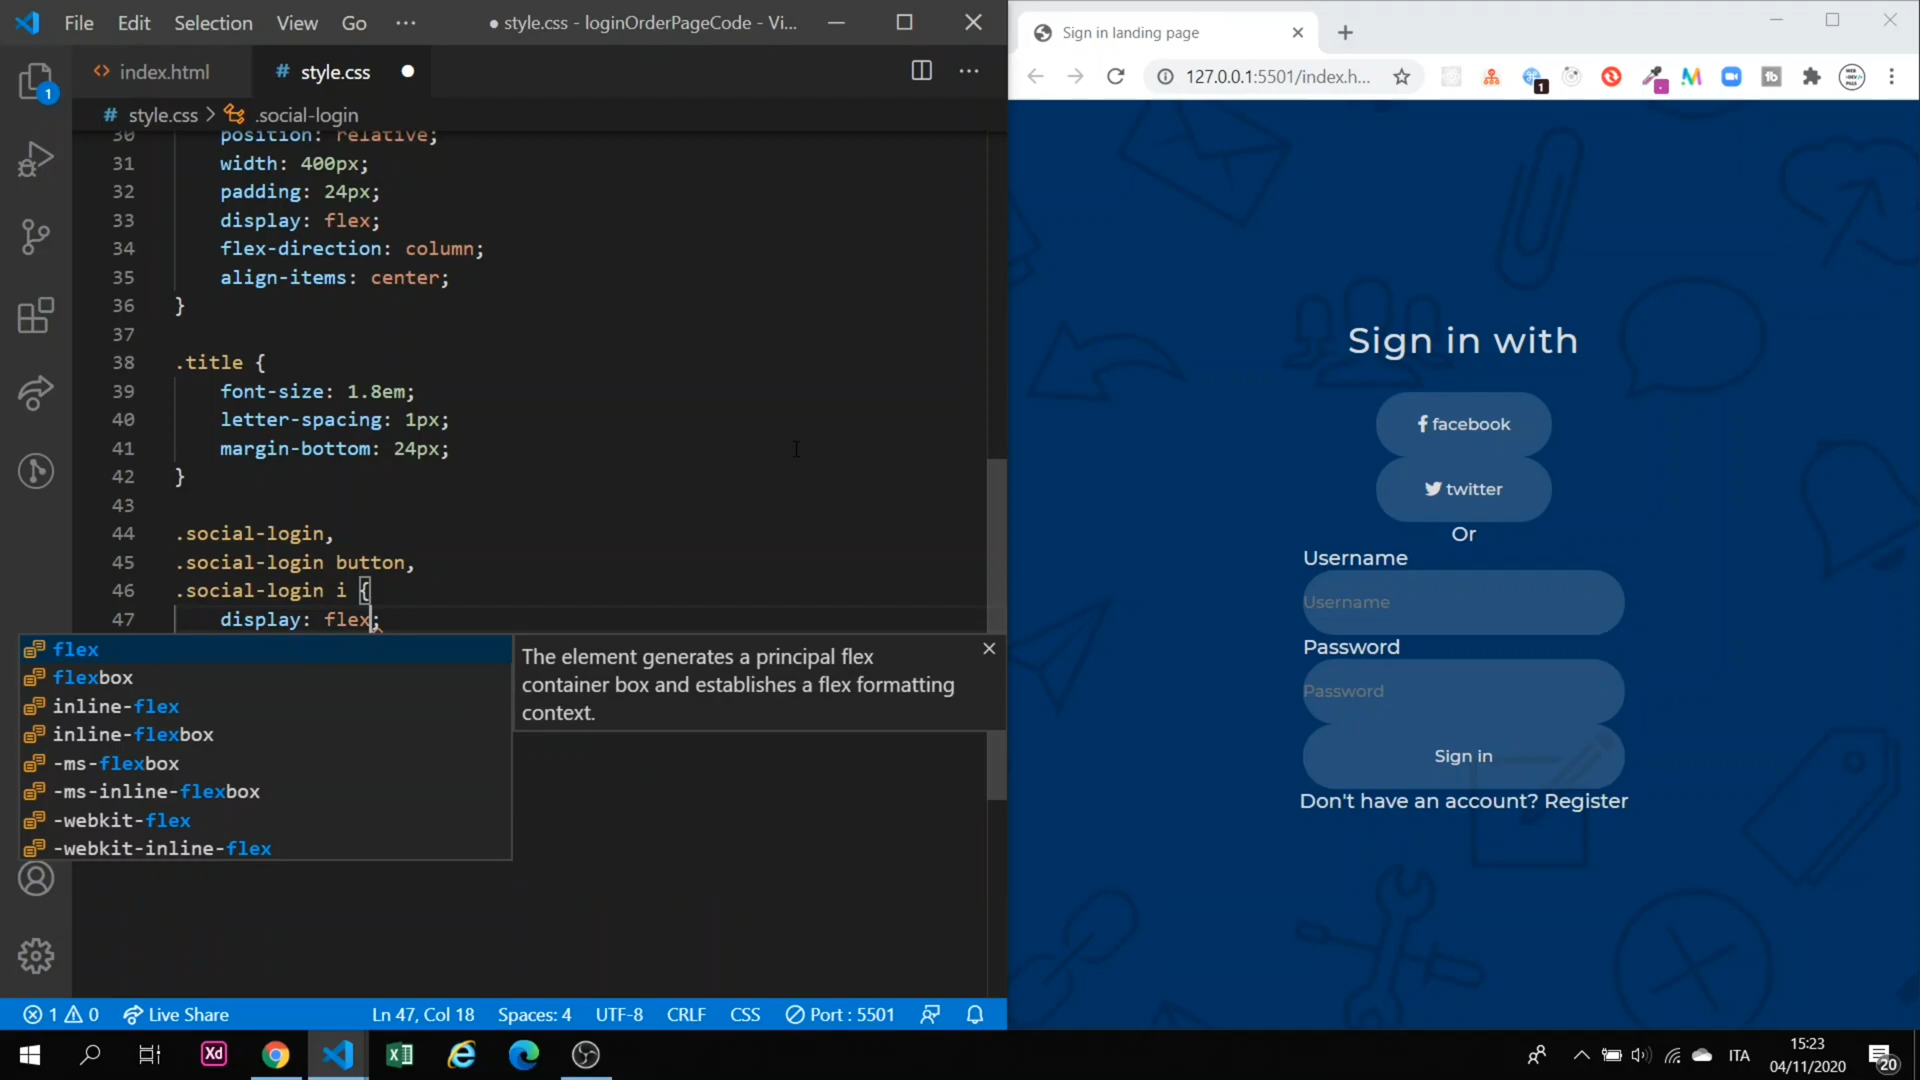 File Edit Selection View Go ···
● style.css - loginOrderPageCode - Vi...
<> index.html
# style.css ●
# style.css > .social-login
30 position: relative;
31 width: 400px;
32 padding: 24px;
33 display: flex;
34 flex-direction: column;
35 align-items: center;
36 }
37
38 .title {
39 font-size: 1.8em;
40 letter-spacing: 1px;
41 margin-bottom: 24px;
42 }
43
44 .social-login,
45 .social-login button,
46 .social-login i {
47 display: flex;
flex
flexbox
inline-flex
inline-flexbox
-ms-flexbox
-ms-inline-flexbox
-webkit-flex
-webkit-inline-flex
The element generates a principal flex
container box and establishes a flex formatting
context.
1
1 0 Live Share Ln 47, Col 18 Spaces: 4 UTF-8 CRLF CSS Port : 5501
Sign in landing page
127.0.0.1:5501/index.h...
1
Sign in with
facebook
twitter
Or
Username
Username
Password
Password
Sign in
Don't have an account? Register
Xd
ITA
15:23
04/11/2020
20